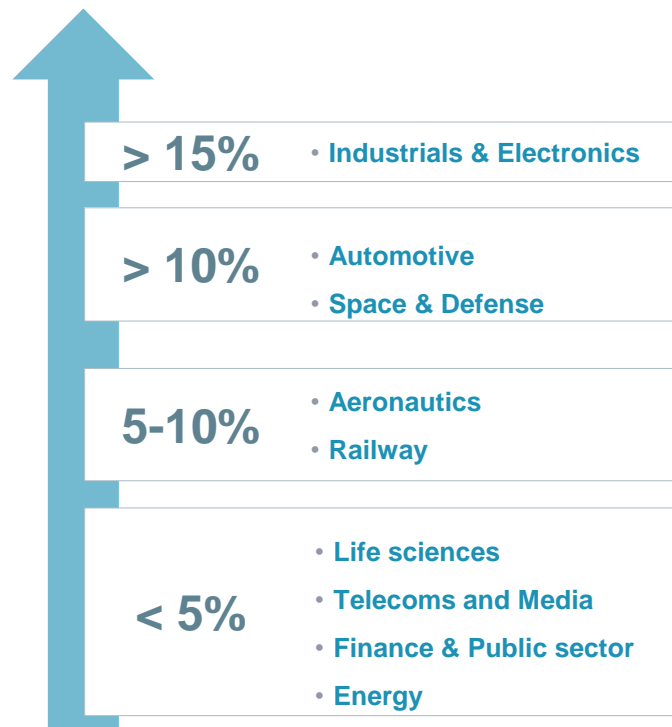 > 15%
• Industrials & Electronics
> 10%
• Automotive
• Space & Defense
5-10%
• Aeronautics
• Railway
< 5%
• Life sciences
• Telecoms and Media
• Finance & Public sector
• Energy